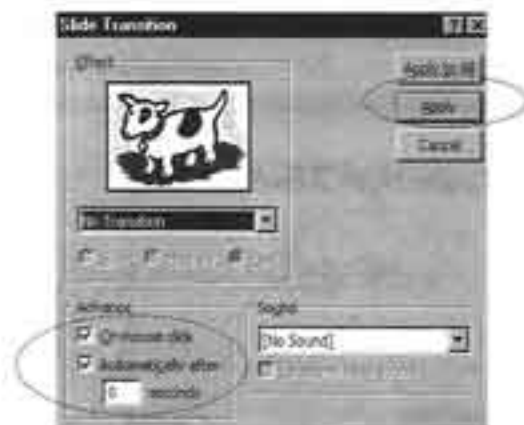 Slide Transition
Effect
Apply to All
Apply
Cancel
No Transition
Advance
On mouse click
Automatically after
seconds
Sound
[No Sound]